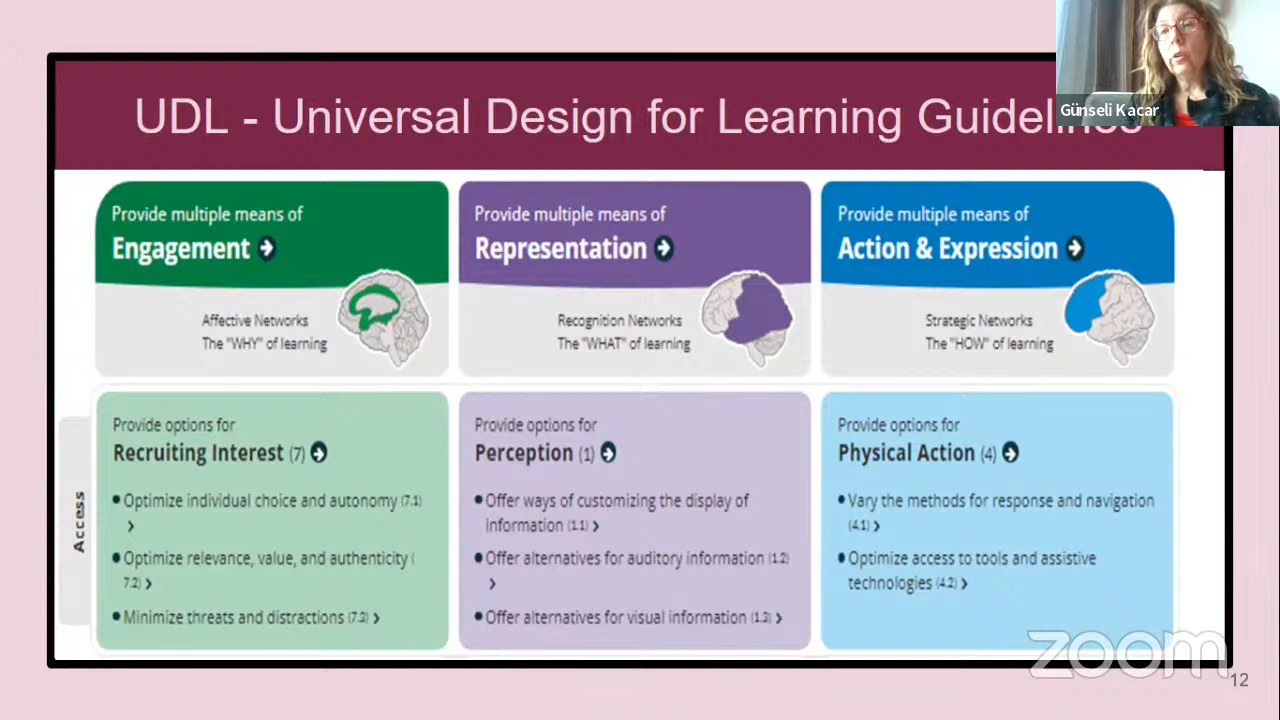 Günseli Kacar
UDL - Universal Design for Learning Guidelines
Provide multiple means of
Engagement
Affective Networks
The "WHY" of learning
Provide multiple means of
Representation
Recognition Networks
The "WHAT" of learning
Provide multiple means of
Action & Expression
Strategic Networks
The "HOW" of learning
Access
Provide options for
Recruiting Interest (7)
Optimize individual choice and autonomy (7.1)
Optimize relevance, value, and authenticity (
7.2)
Minimize threats and distractions (7.3)
Provide options for
Perception (1)
Offer ways of customizing the display of
information (1.1)
Offer alternatives for auditory information (1.2)
Offer alternatives for visual information (1.3)
Provide options for
Physical Action (4)
Vary the methods for response and navigation
(4.1)
Optimize access to tools and assistive
technologies (4.2)
zoom
12